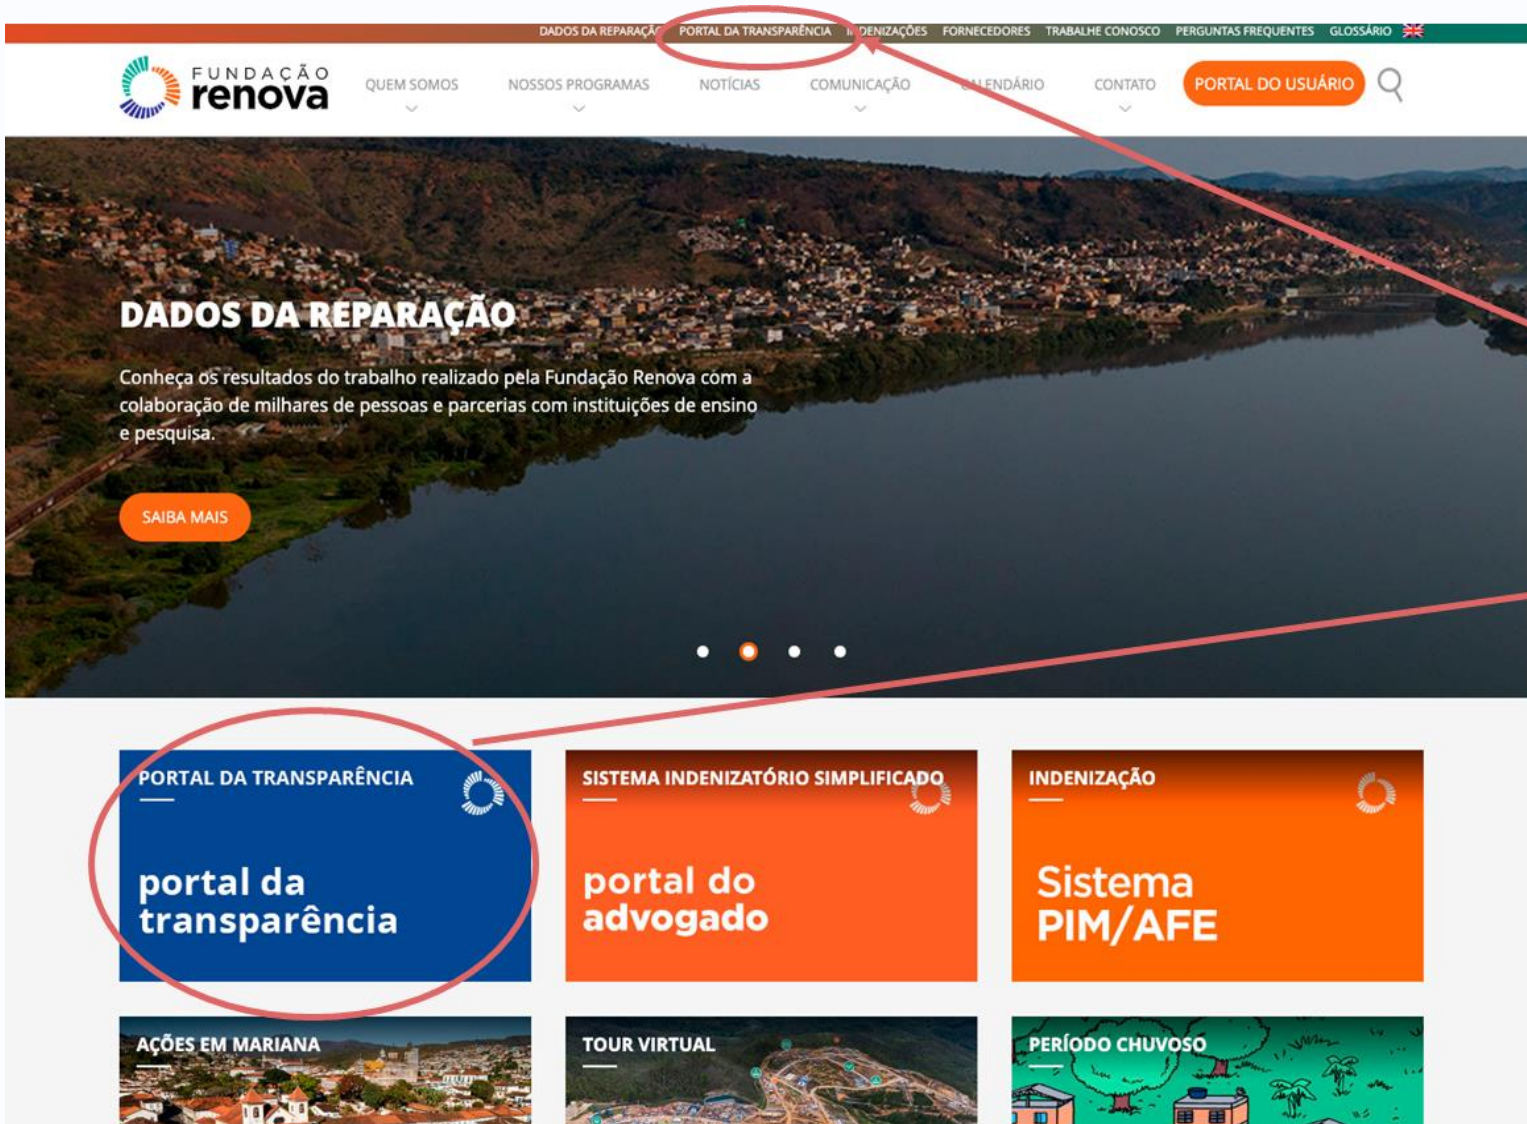 DADOS DA REPARAÇÃO PORTAL DA TRANSPARÊNCIA INDENIZAÇÕES FORNECEDORES TRABALHE CONOSCO PERGUNTAS FREQUENTES GLOSSÁRIO
FUNDAÇÃO
renova
QUEM SOMOS NOSSOS PROGRAMAS NOTÍCIAS COMUNICAÇÃO CALENDÁRIO CONTATO PORTAL DO USUÁRIO
DADOS DA REPARAÇÃO
Conheça os resultados do trabalho realizado pela Fundação Renova com a
colaboração de milhares de pessoas e parcerias com instituições de ensino
e pesquisa.
SAIBA MAIS
PORTAL DA TRANSPARÊNCIA
portal da
transparência
SISTEMA INDENIZATÓRIO SIMPLIFICADO
portal do
advogado
INDENIZAÇÃO
Sistema
PIM/AFE
AÇÕES EM MARIANA
TOUR VIRTUAL
PERÍODO CHUVOSO